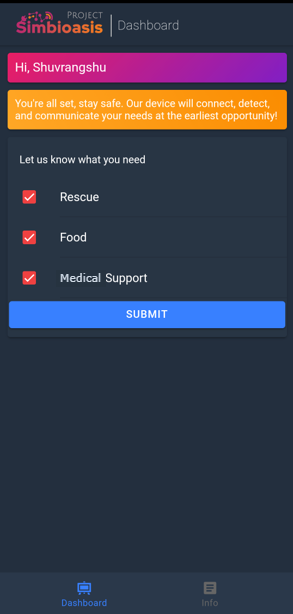 PROJECT
Simbioasis
Dashboard
Hi, Shuvrangshu
You're all set, stay safe. Our device will connect, detect,
and communicate your needs at the earliest opportunity!
Let us know what you need
Rescue
Food
Medical Support
SUBMIT
Dashboard
Info